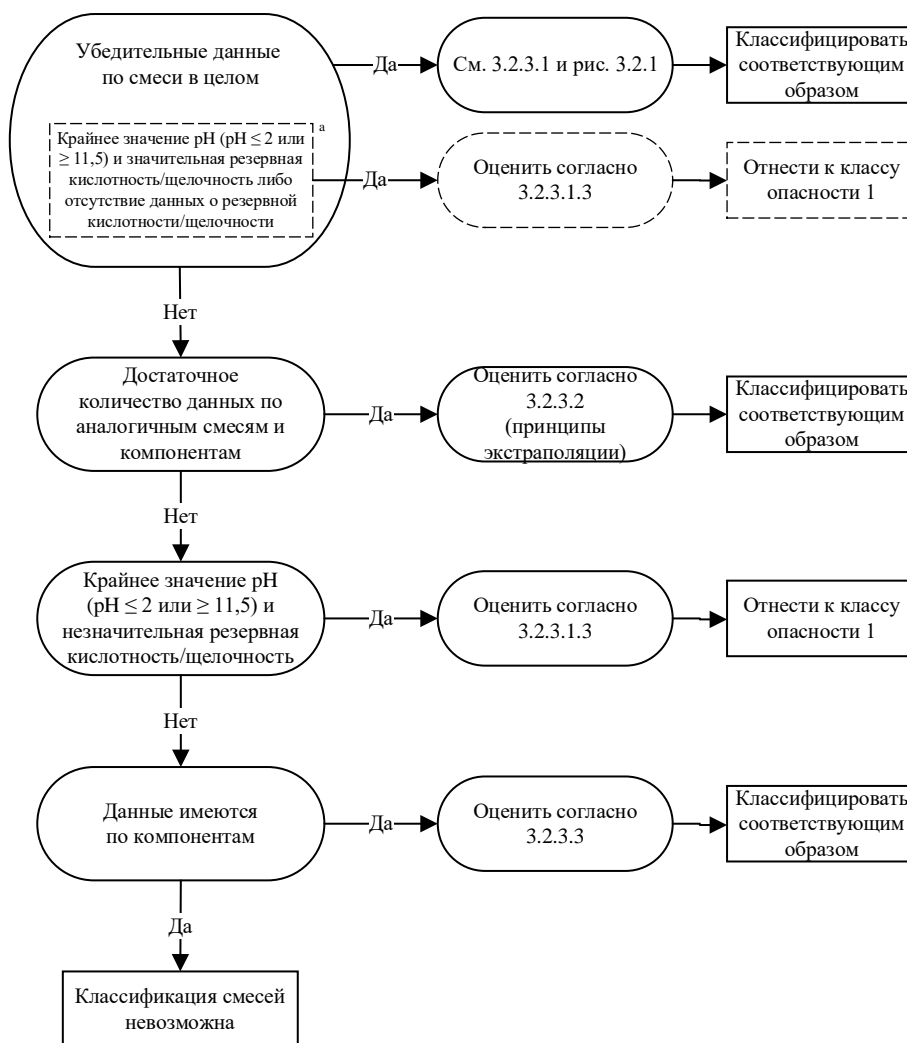 Убедительные данные
по смеси в целом
Да
См. 3.2.3.1 и рис. 3.2.1
Классифицировать
соответствующим
образом
Крайнее значение pH (pH ≤ 2 или
≥ 11,5) и значительная резервная
кислотность/щелочность либо
отсутствие данных о резервной
кислотности/щелочности
a
Да
Оценить согласно
3.2.3.1.3
Отнести к классу
опасности 1
Нет
Достаточное
количество данных по
аналогичным смесям и
компонентам
Да
Оценить согласно
3.2.3.2
(принципы
экстраполяции)
Классифицировать
соответствующим
образом
Нет
Крайнее значение pH
(pH ≤ 2 или ≥ 11,5) и
незначительная резервная
кислотность/щелочность
Да
Оценить согласно
3.2.3.1.3
Отнести к классу
опасности 1
Нет
Данные имеются
по компонентам
Да
Оценить согласно
3.2.3.3
Классифицировать
соответствующим
образом
Да
Классификация смесей
невозможна